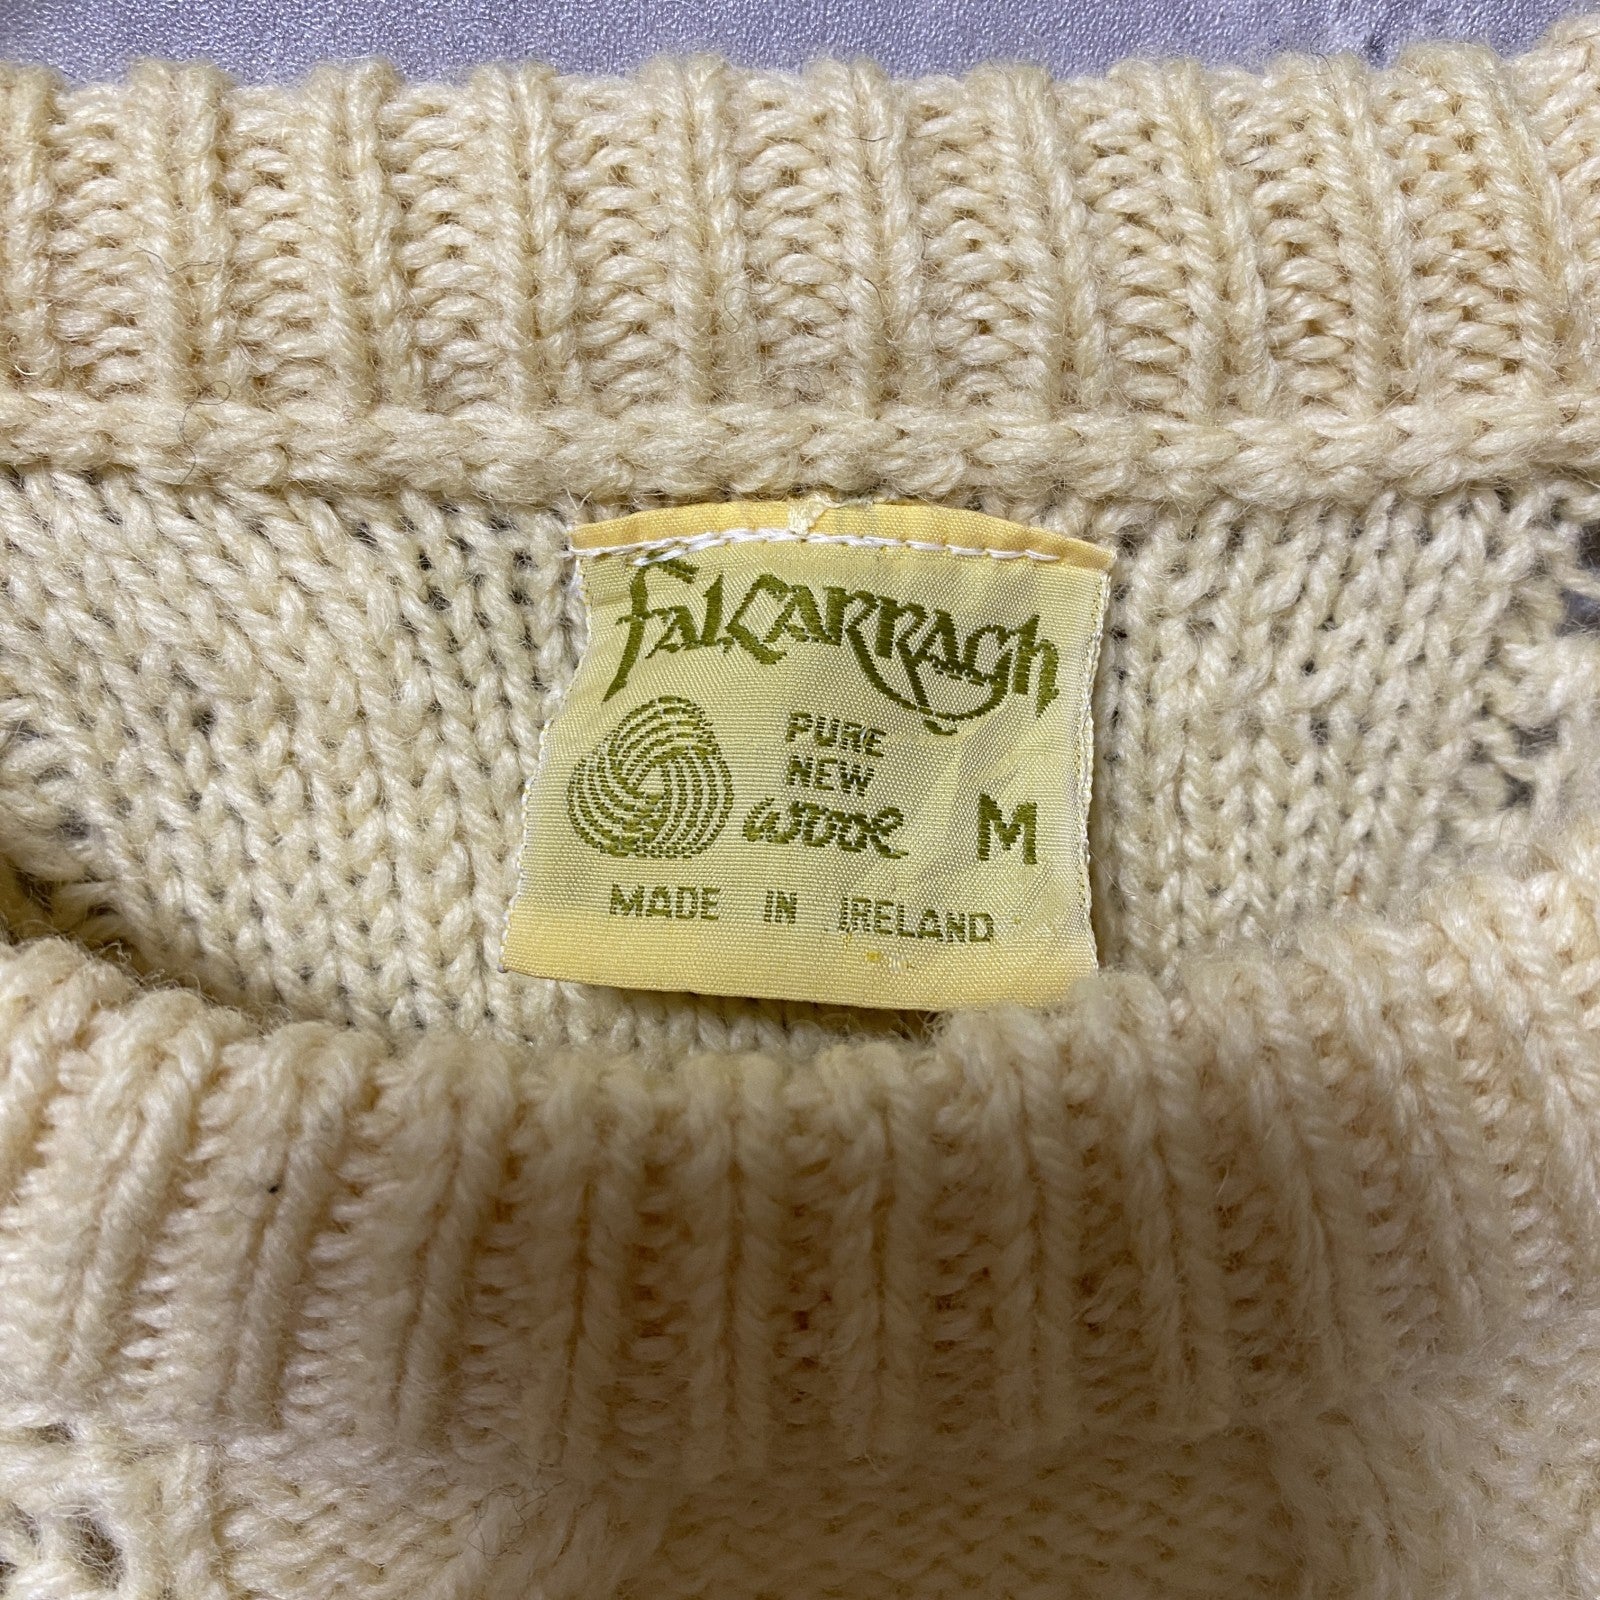 Falcarragh
PURE
NEW
Wool
M
MADE IN IRELAND